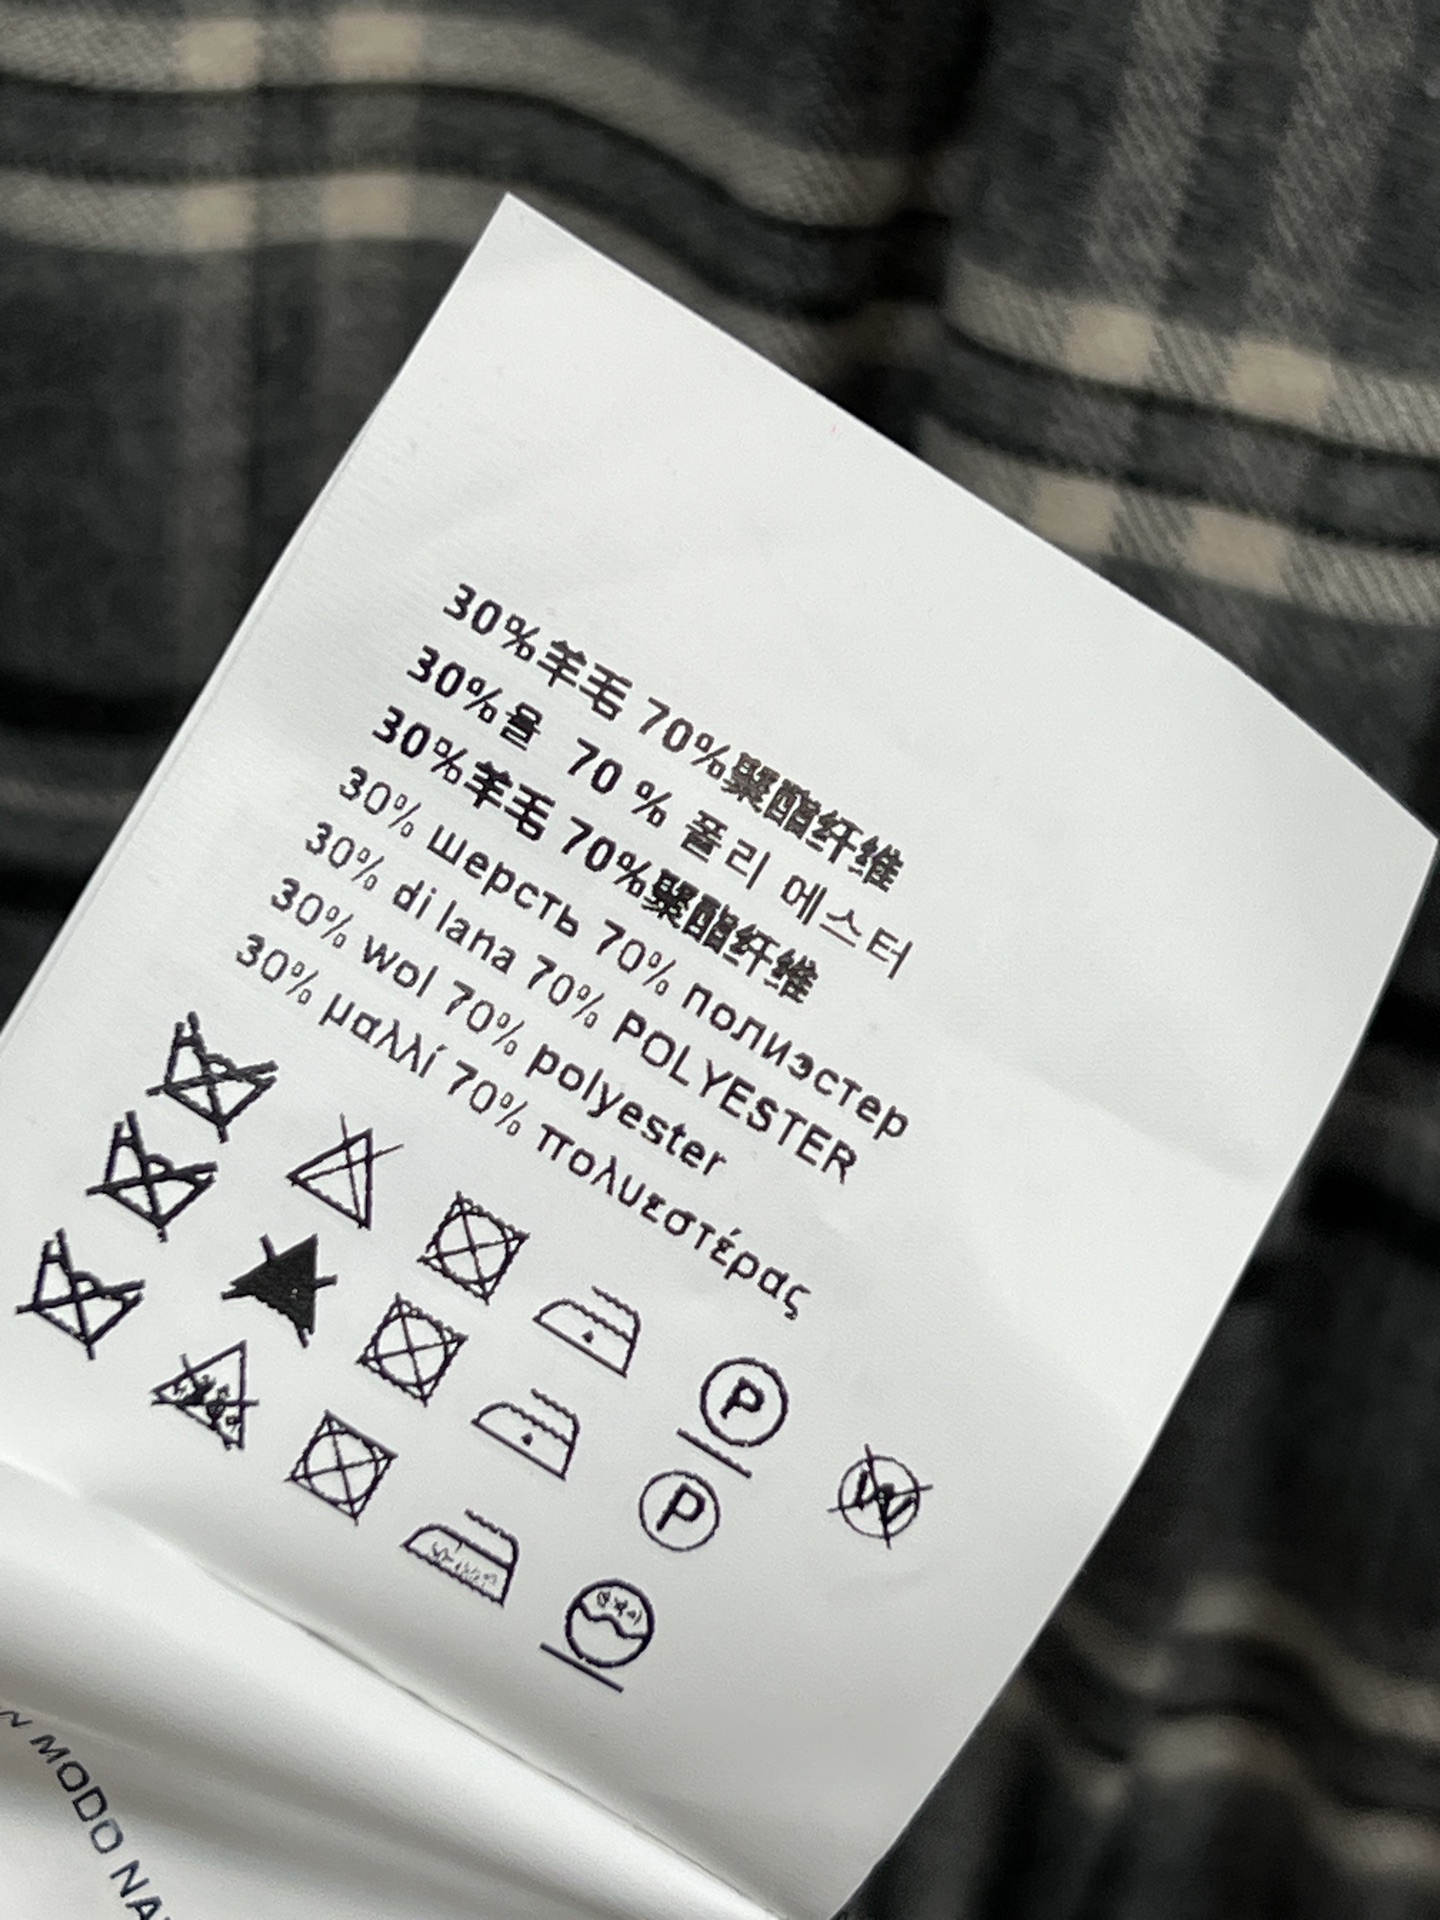 30%羊毛 70%聚酯纤维
30%울 70 % 폴리 에스터
30%羊毛 70%聚酯纤维
30% шерсть 70% полиэстер
30% di lana 70% POLYESTER
30% wol 70% polyester
30% μαλλί 70% πολυεστέρας
P
W
P
MODO